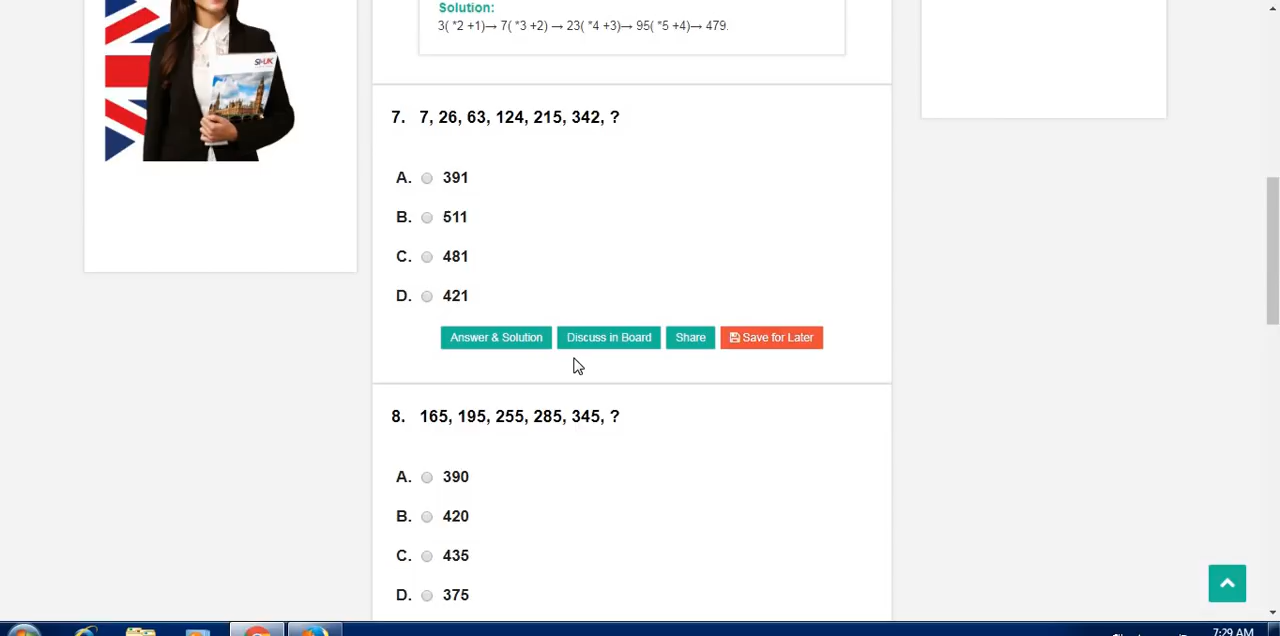 SI-UK
Solution:
3( *2 +1)→ 7( *3 +2) → 23( *4 +3)→ 95( *5 +4)→ 479.
7. 7, 26, 63, 124, 215, 342, ?
A. 391
B. 511
C. 481
D. 421
Answer & Solution Discuss in Board Share Save for Later
8. 165, 195, 255, 285, 345, ?
A. 390
B. 420
C. 435
D. 375
7:29 AM